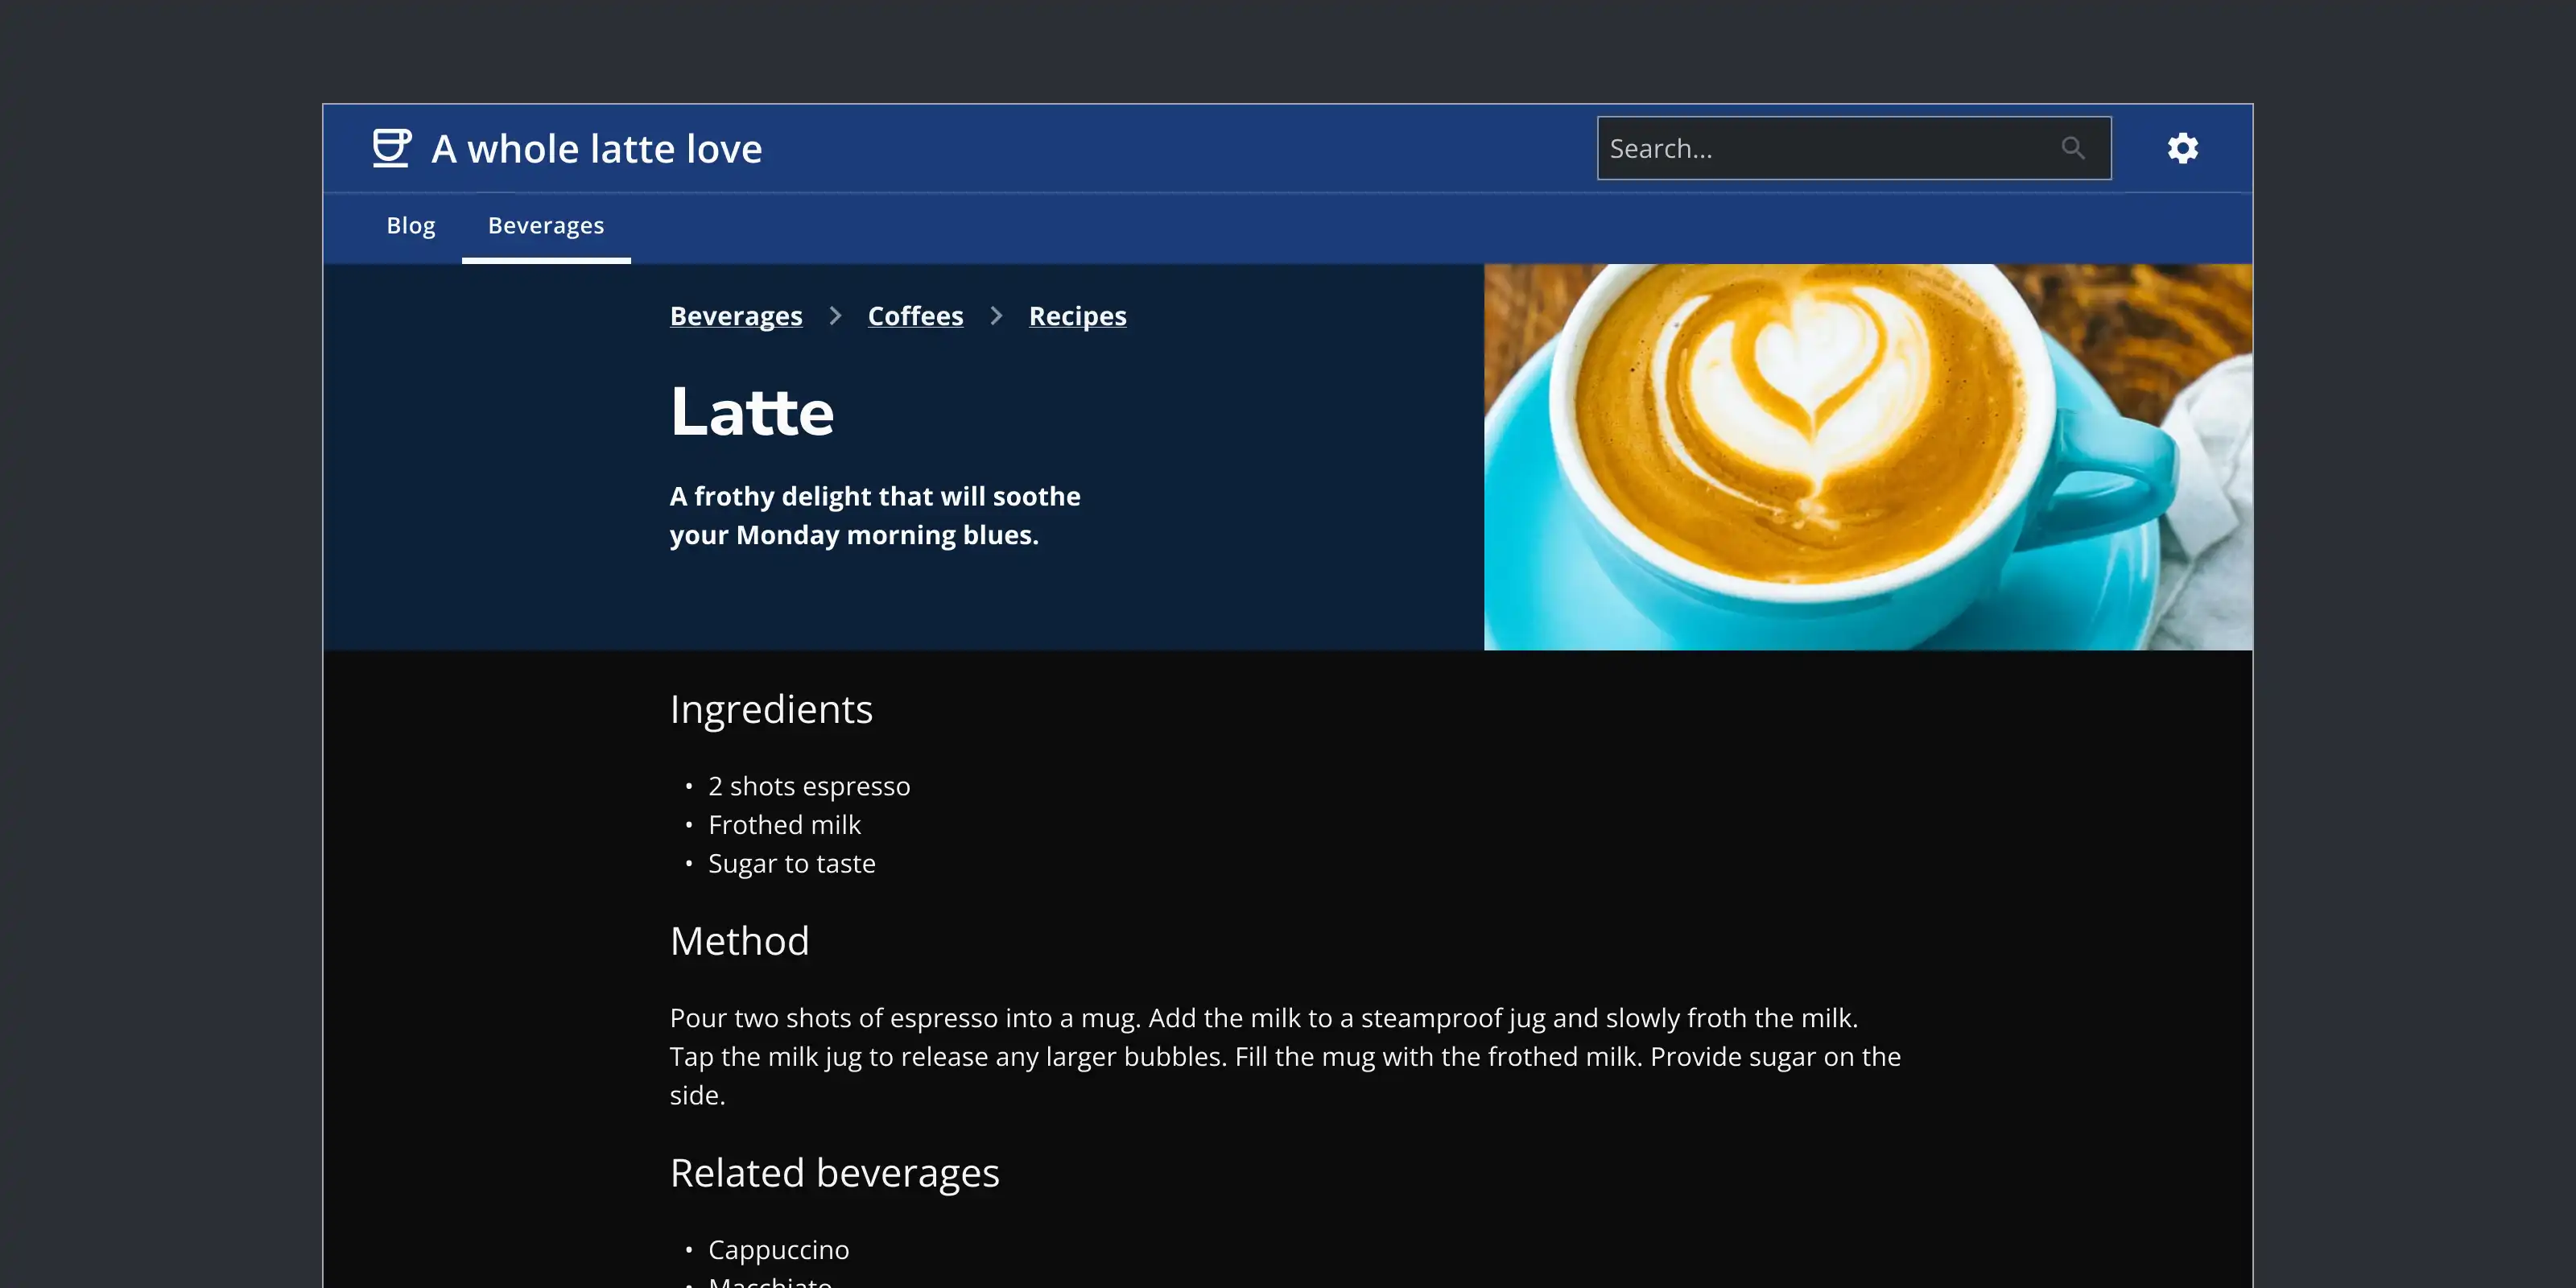 A whole latte love
Search...
Blog
Beverages
Beverages
Coffees
Recipes
Latte
A frothy delight that will soothe
your Monday morning blues.
Ingredients
• 2 shots espresso
• Frothed milk
• Sugar to taste
Method
Pour two shots of espresso into a mug. Add the milk to a steamproof jug and slowly froth the milk.
Tap the milk jug to release any larger bubbles. Fill the mug with the frothed milk. Provide sugar on the
side.
Related beverages
• Cappuccino
• Macchiato